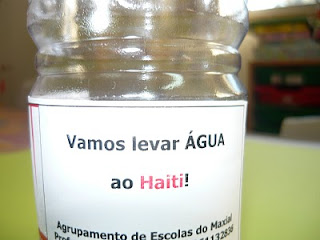 Vamos levar ÁGUA
ao Haiti!
Agrupamento de Escolas do Maxial